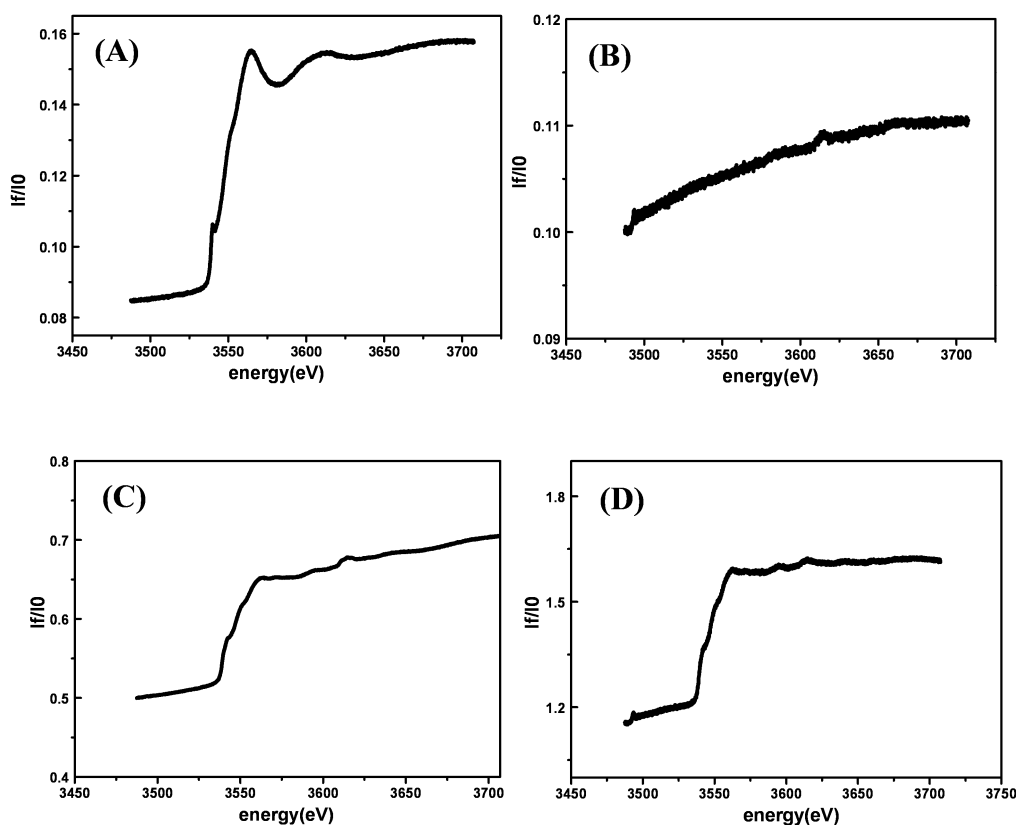 (A)
If/I0
0.16
0.14
0.12
0.10
0.08
3450 3500 3550 3600 3650 3700
energy(eV)
(B)
If/I0
0.12
0.11
0.10
0.09
3450 3500 3550 3600 3650 3700
energy(eV)
(C)
If/I0
0.8
0.7
0.6
0.5
0.4
3450 3500 3550 3600 3650 3700
energy(eV)
(D)
If/I0
1.8
1.5
1.2
3450 3500 3550 3600 3650 3700 3750
energy(eV)